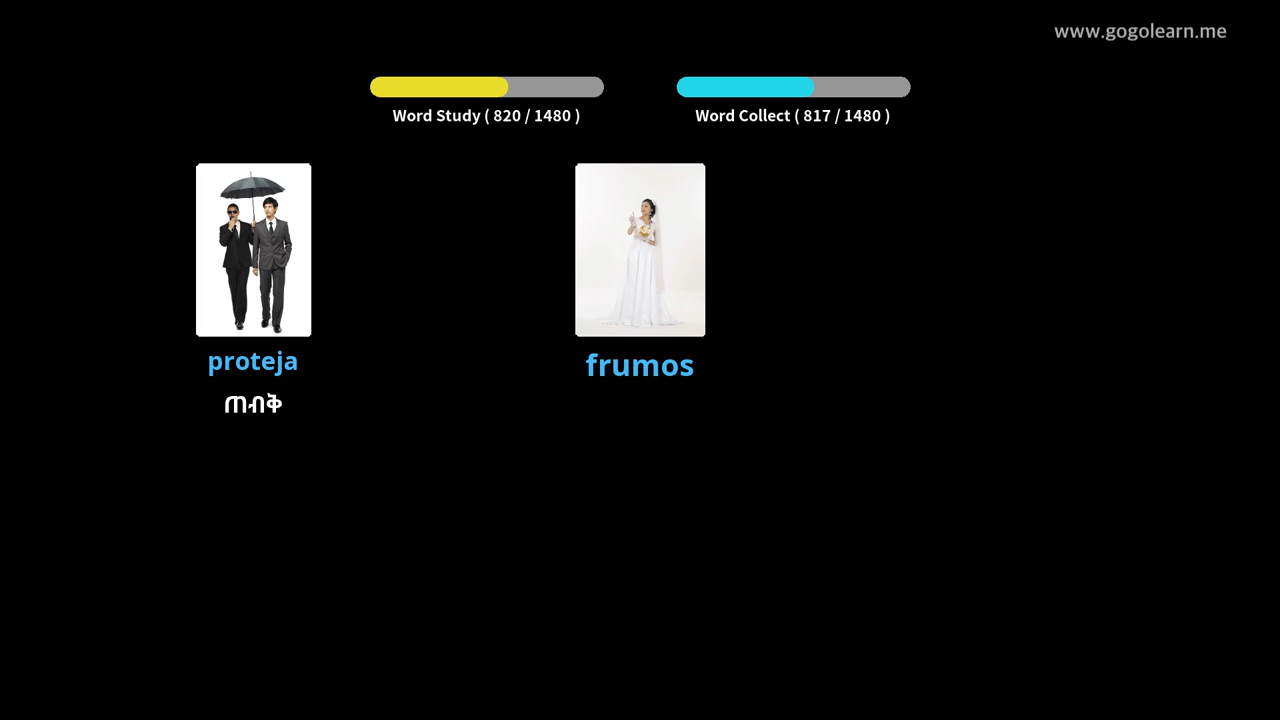 www.gogolearn.me
Word Study ( 820 / 1480 )
Word Collect ( 817 / 1480 )
proteja
frumos
ጠብቅ